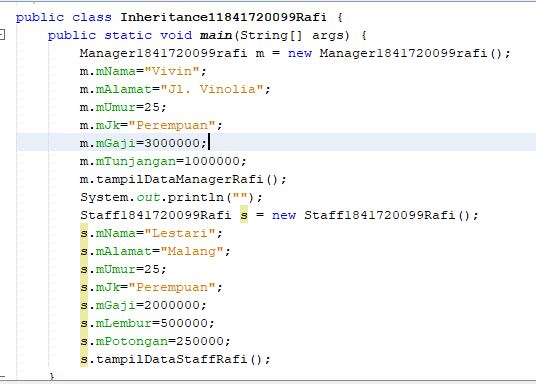 public class Inheritance11841720099Rafi {
public static void main(String[] args) {
Manager1841720099rafi m = new Manager1841720099rafi();
m.mNama="Vivin";
m.mAlamat="Jl. Vinolia";
m.mUmur=25;
m.mJk="Perempuan";
m.mGaji=3000000;
m.mTunjangan=1000000;
m.tampilDataManagerRafi();
System.out.println("");
Staff1841720099Rafi s = new Staff1841720099Rafi();
s.mNama="Lestari";
s.mAlamat="Malang";
s.mUmur=25;
s.mJk="Perempuan";
s.mGaji=2000000;
s.mLembur=500000;
s.mPotongan=250000;
s.tampilDataStaffRafi();
}